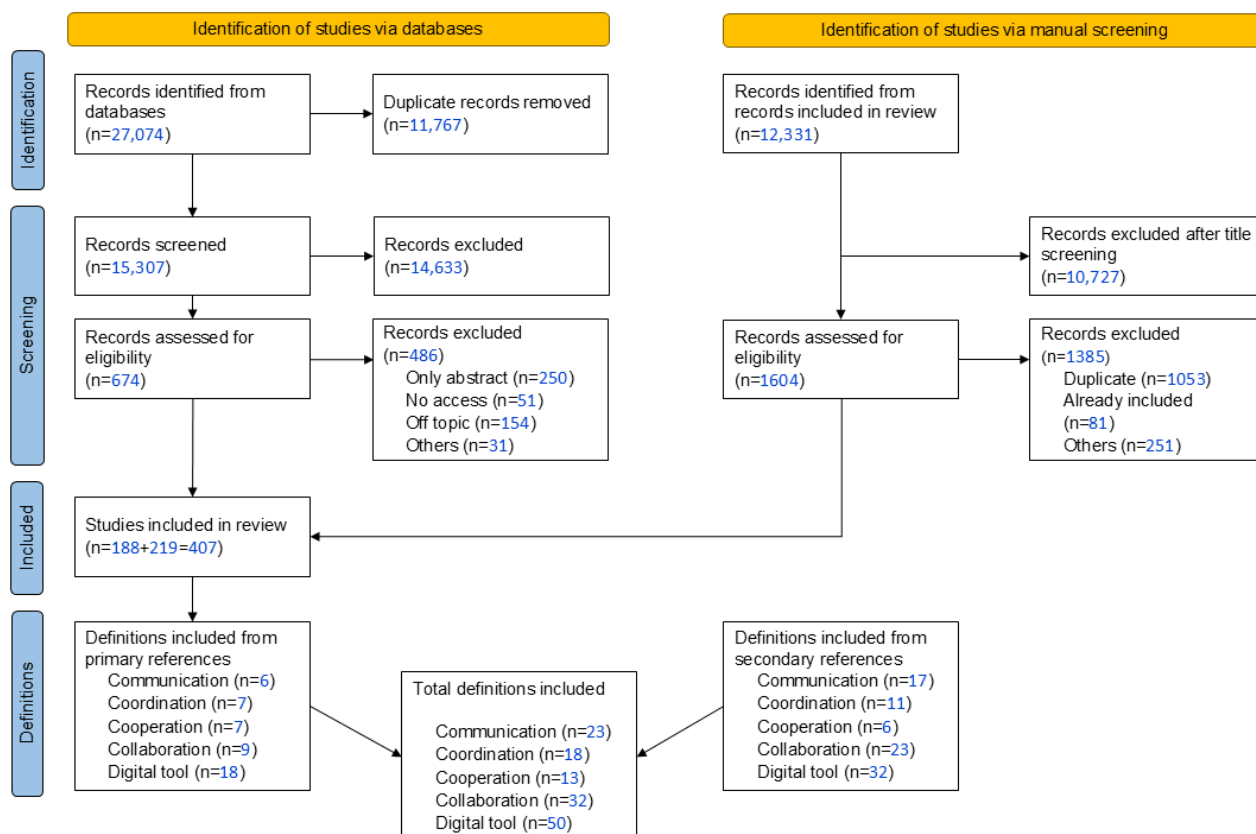 Identification of studies via databases
Identification of studies via manual screening
Identification
Records identified from
databases
(n=27,074)
Duplicate records removed
(n=11,767)
Records identified from
records included in review
(n=12,331)
Screening
Records screened
(n=15,307)
Records excluded
(n=14,633)
Records excluded after title
screening
(n=10,727)
Records assessed for
eligibility
(n=674)
Records excluded
(n=486)
Only abstract (n=250)
No access (n=51)
Off topic (n=154)
Others (n=31)
Records assessed for
eligibility
(n=1604)
Records excluded
(n=1385)
Duplicate (n=1053)
Already included
(n=81)
Others (n=251)
Included
Studies included in review
(n=188+219=407)
Definitions
Definitions included from
primary references
Communication (n=6)
Coordination (n=7)
Cooperation (n=7)
Collaboration (n=9)
Digital tool (n=18)
Total definitions included
Communication (n=23)
Coordination (n=18)
Cooperation (n=13)
Collaboration (n=32)
Digital tool (n=50)
Definitions included from
secondary references
Communication (n=17)
Coordination (n=11)
Cooperation (n=6)
Collaboration (n=23)
Digital tool (n=32)